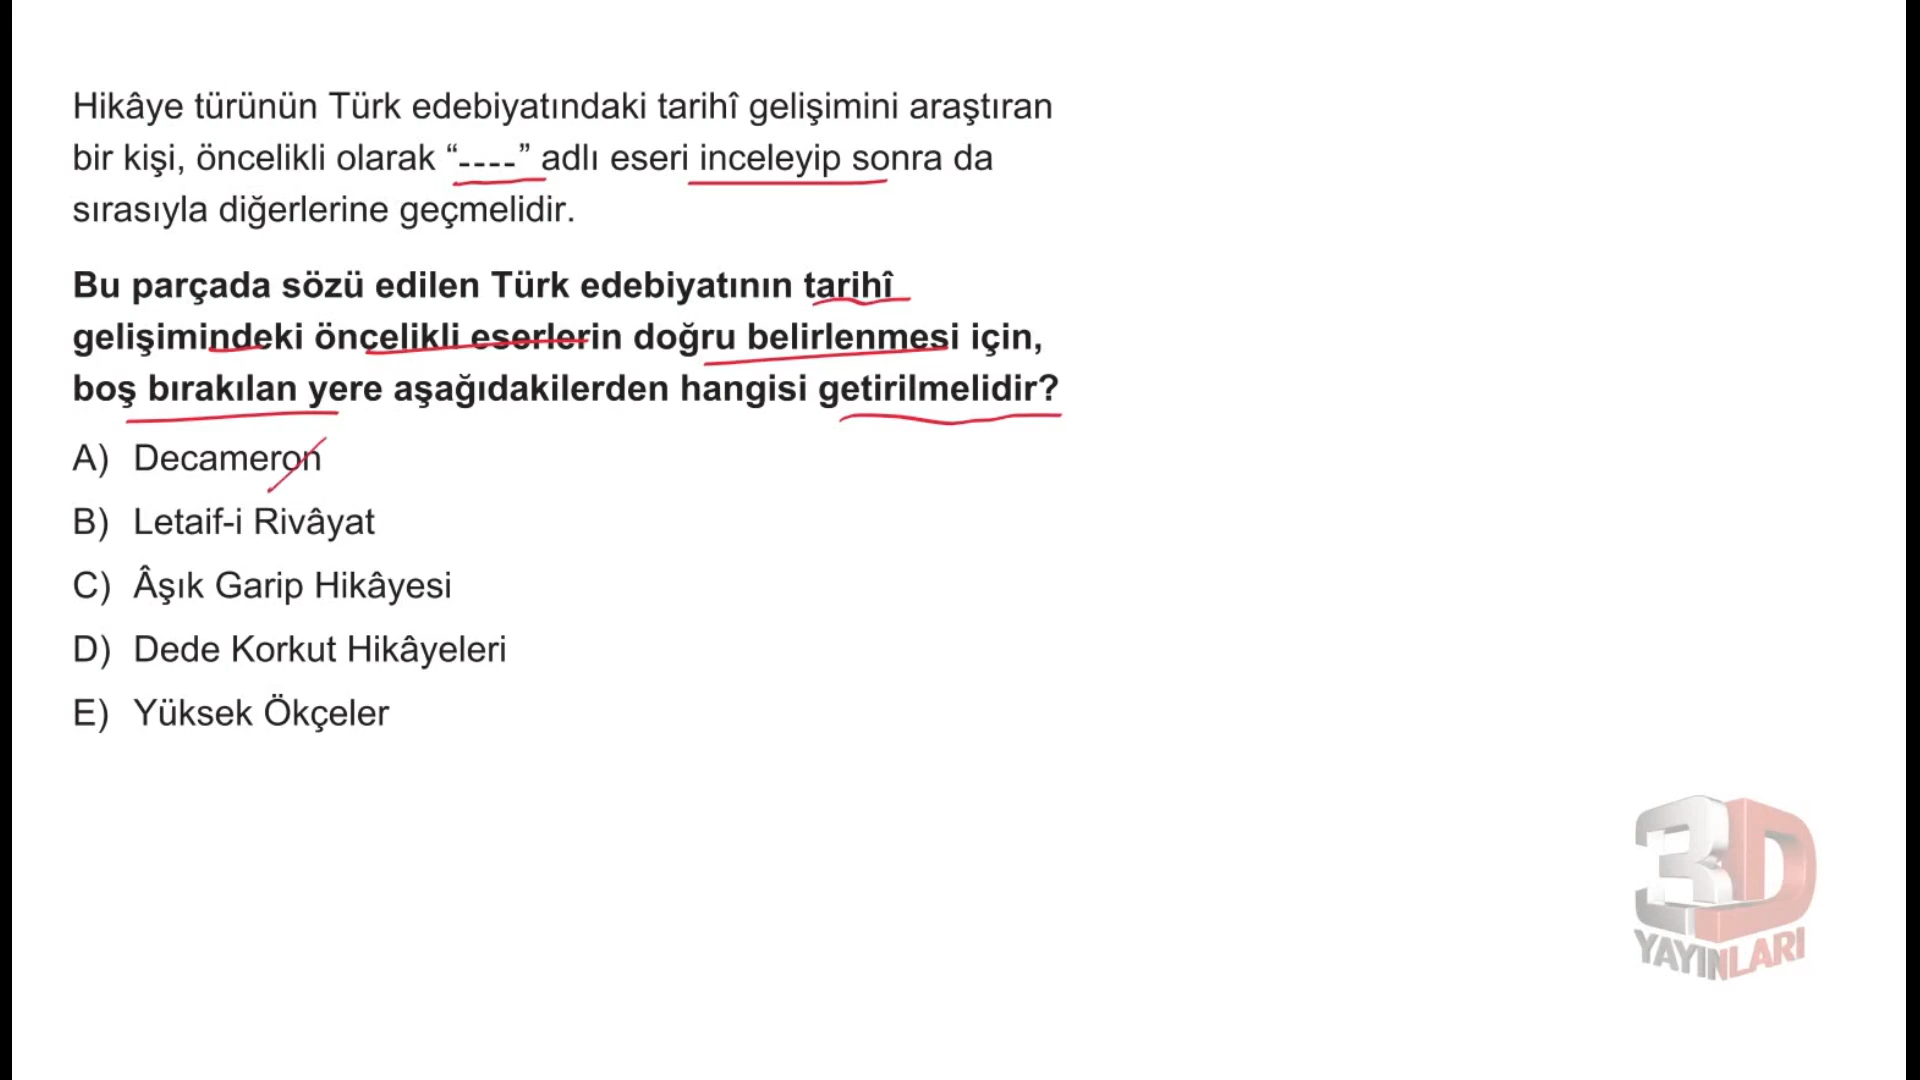 Hikâye türünün Türk edebiyatındaki tarihî gelişimini araştıran
bir kişi, öncelikli olarak “----” adlı eseri inceleyip sonra da
sırasıyla diğerlerine geçmelidir.
Bu parçada sözü edilen Türk edebiyatının tarihî
gelişimindeki öncelikli eserlerin doğru belirlenmesi için,
boş bırakılan yere aşağıdakilerden hangisi getirilmelidir?
A) Decameron
B) Letaif-i Rivâyat
C) Âşık Garip Hikâyesi
D) Dede Korkut Hikâyeleri
E) Yüksek Ökçeler
3D
YAYINLARI